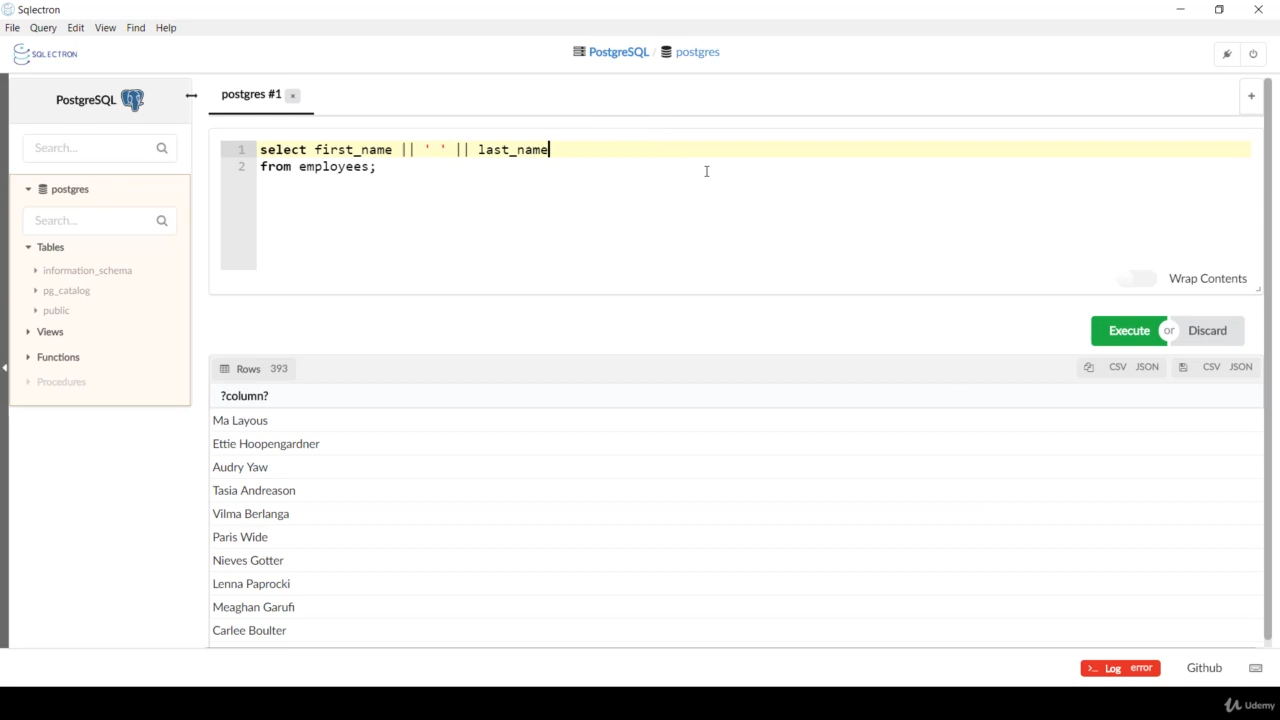 Sqlectron
File Query Edit View Find Help
SQLECTRON
PostgreSQL / postgres
PostgreSQL
postgres #1 ×
+
Search...
1 select first_name || ' ' || last_name
2 from employees;
postgres
Search...
Tables
information_schema
pg_catalog
public
Views
Functions
Procedures
Wrap Contents
Execute or Discard
Rows 393
CSV JSON CSV JSON
?column?
Ma Layous
Ettie Hoopengardner
Audry Yaw
Tasia Andreason
Vilma Berlanga
Paris Wide
Nieves Gotter
Lenna Paprocki
Meaghan Garufi
Carlee Boulter
>_ Log error Github
Udemy